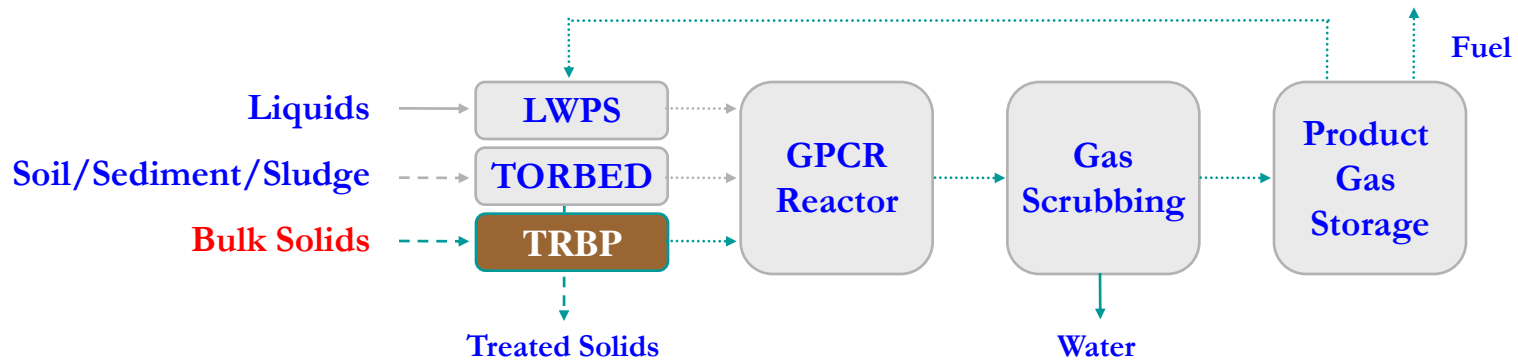 Fuel
Liquids
LWPS
Soil/Sediment/Sludge
TORBED
Bulk Solids
TRBP
GPCR
Reactor
Gas
Scrubbing
Product
Gas
Storage
Treated Solids
Water